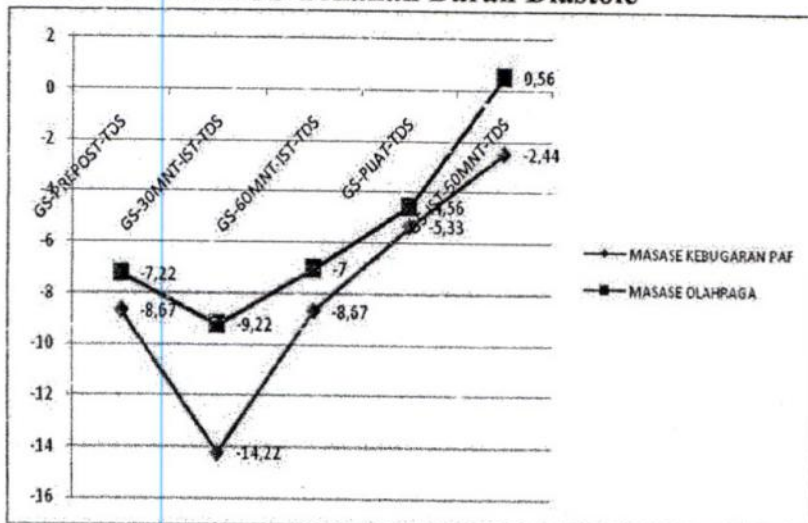 Darah Diastole
2
0
-2
-4
-6
-8
-10
-12
-14
-16
GS-PREPOST-TDS
GS-30MNT-IST-TDS
GS-60MNT-IST-TDS
GS-PIJAT-TDS
-50MNT-TDS
0,56
-2,44
-4,56
-5,33
-7,22
-8,67
-9,22
-7
-8,67
-14,22
MASASE KEBUGARAN PAF
MASASE OLAHRAGA